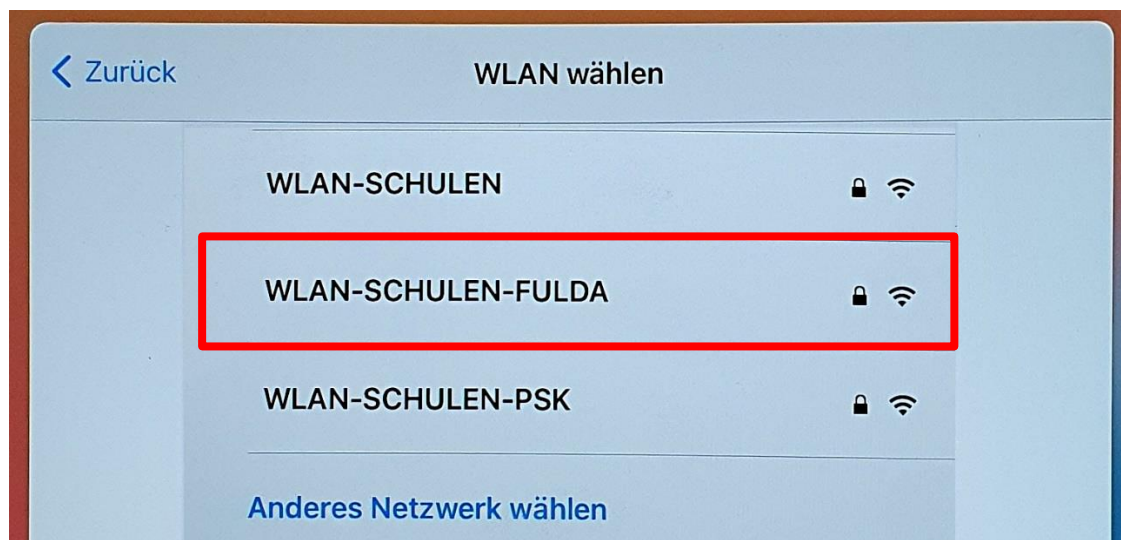 Zurück
WLAN wählen
WLAN-SCHULEN
WLAN-SCHULEN-FULDA
WLAN-SCHULEN-PSK
Anderes Netzwerk wählen